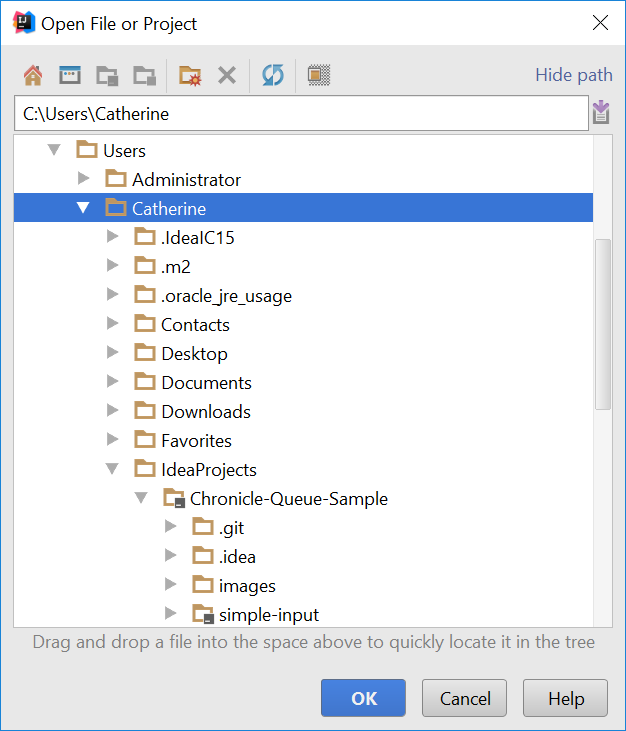 Open File or Project
Hide path
C:\Users\Catherine
Users
Administrator
Catherine
.IdeaIC15
.m2
.oracle_jre_usage
Contacts
Desktop
Documents
Downloads
Favorites
IdeaProjects
Chronicle-Queue-Sample
.git
.idea
images
simple-input
Drag and drop a file into the space above to quickly locate it in the tree
OK Cancel Help